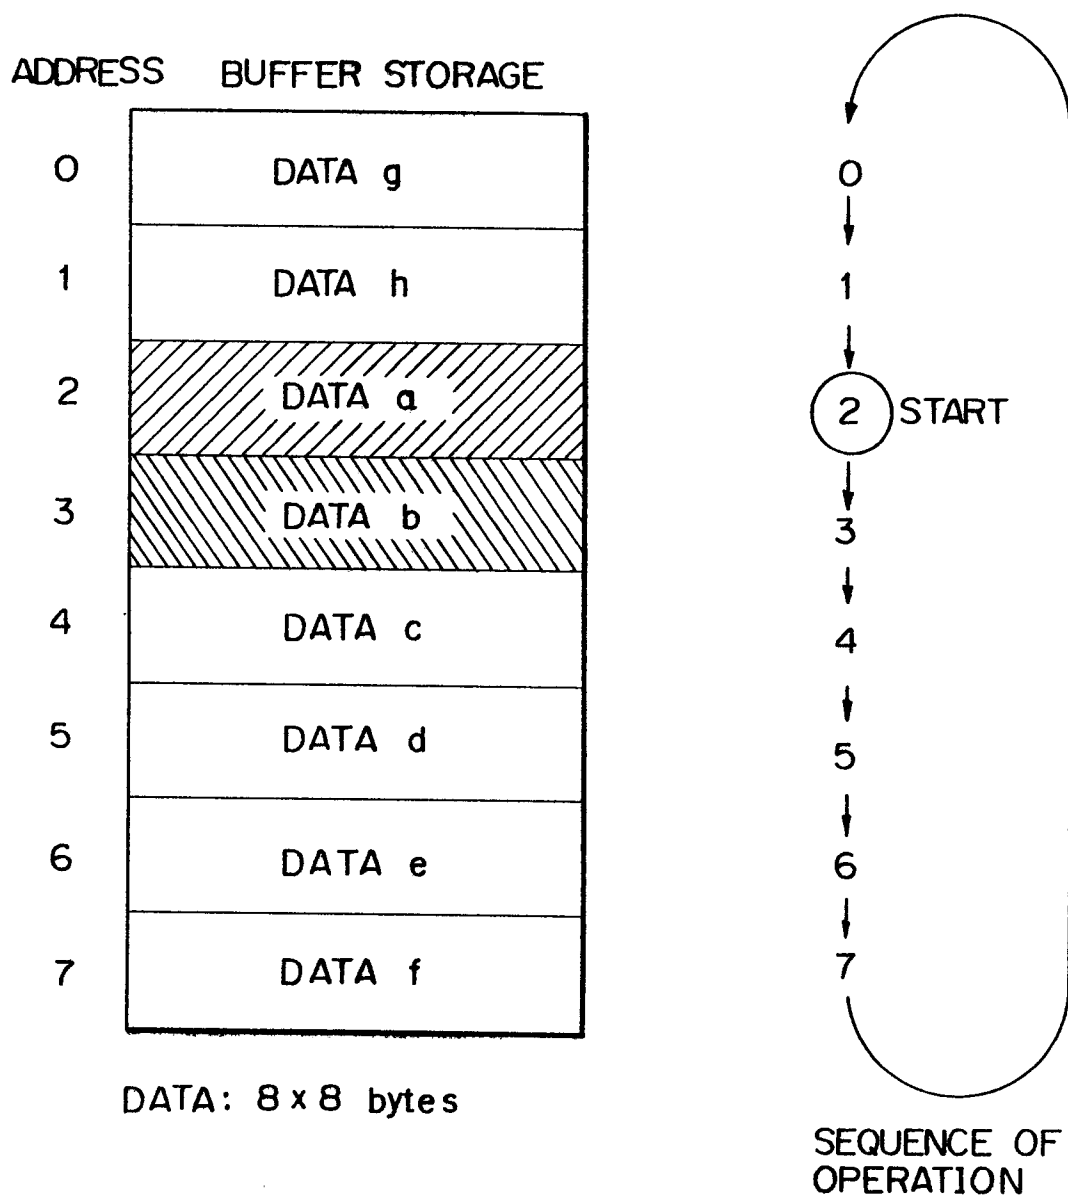 ADDRESS BUFFER STORAGE
0 DATA g
1 DATA h
2 DATA a
3 DATA b
4 DATA c
5 DATA d
6 DATA e
7 DATA f
DATA: 8 x 8 bytes
0
1
2 START
3
4
5
6
7
SEQUENCE OF
OPERATION